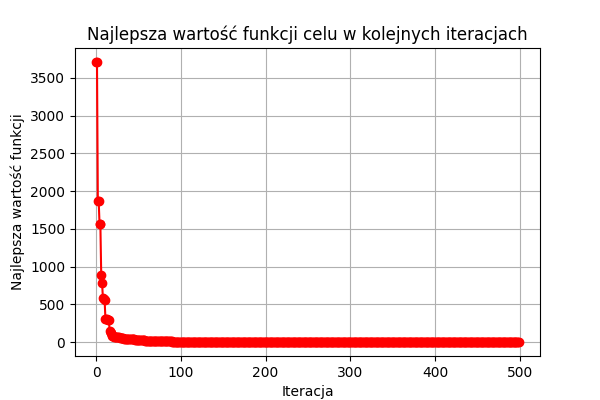 Najlepsza wartość funkcji celu w kolejnych iteracjach
Najlepsza wartość funkcji
3500
3000
2500
2000
1500
1000
500
0
0 100 200 300 400 500
Iteracja